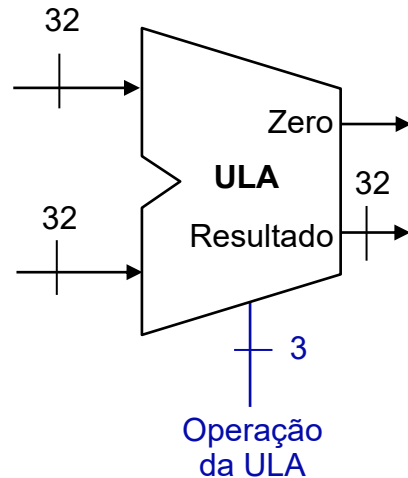 32
Zero
ULA
32
32
Resultado
3
Operação
da ULA